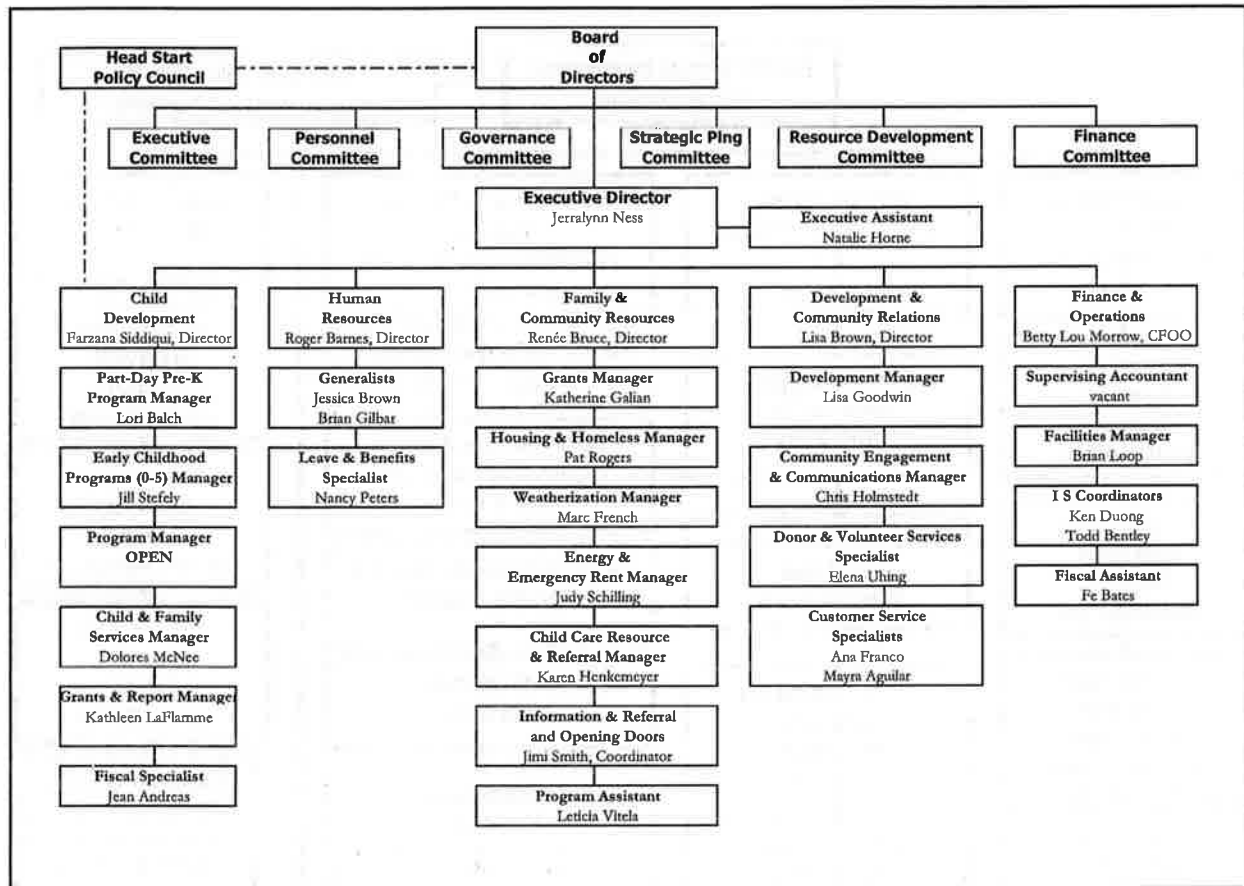 Head Start
Policy Council
Board
of
Directors
Executive
Committee
Personnel
Committee
Governance
Committee
Strategic Plng
Committee
Resource Development
Committee
Finance
Committee
Executive Director
Jerralynn Ness
Executive Assistant
Natalie Horne
Child
Development
Farzana Siddiqui, Director
Part-Day Pre-K
Program Manager
Lori Balch
Early Childhood
Programs (0-5) Manager
Jill Stefely
Program Manager
OPEN
Child & Family
Services Manager
Dolores McNee
Grants & Report Manager
Kathleen LaFlamme
Fiscal Specialist
Jean Andreas
Human
Resources
Roger Barnes, Director
Generalists
Jessica Brown
Brian Gilbar
Leave & Benefits
Specialist
Nancy Peters
Family &
Community Resources
Renée Bruce, Director
Grants Manager
Katherine Galian
Housing & Homeless Manager
Pat Rogers
Weatherization Manager
Marc French
Energy &
Emergency Rent Manager
Judy Schilling
Child Care Resource
& Referral Manager
Karen Henkemeyer
Information & Referral
and Opening Doors
Jimi Smith, Coordinator
Program Assistant
Leticia Vitela
Development &
Community Relations
Lisa Brown, Director
Development Manager
Lisa Goodwin
Community Engagement
& Communications Manager
Chris Holmstedt
Donor & Volunteer Services
Specialist
Elena Uhing
Customer Service
Specialists
Ana Franco
Mayra Aguilar
Finance &
Operations
Betty Lou Morrow, CFOO
Supervising Accountant
vacant
Facilities Manager
Brian Loop
I S Coordinators
Ken Duong
Todd Bentley
Fiscal Assistant
Fe Bates